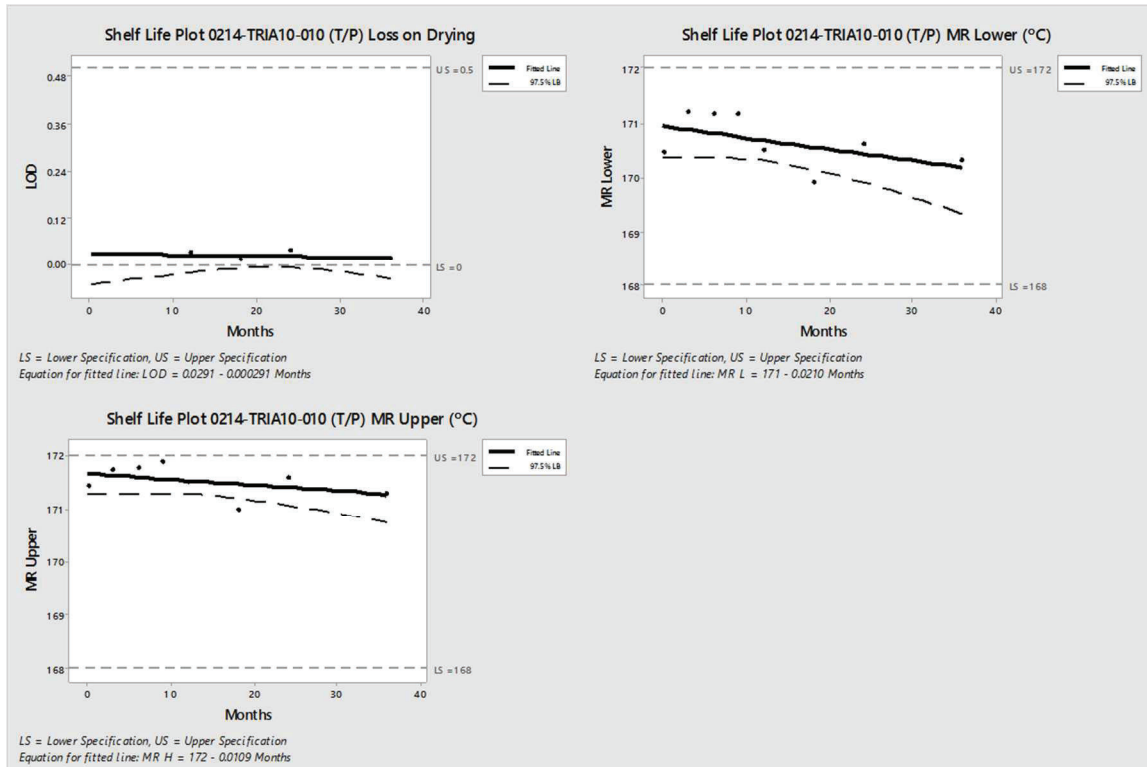 Shelf Life Plot 0214-TRIA10-010 (T/P) Loss on Drying
US =0.5
Fitted Line
97.5% LB
0.48
0.36
0.24
0.12
0.00
LOD
LS =0
0 10 20 30 40
Months
LS = Lower Specification, US = Upper Specification
Equation for fitted line: LOD = 0.0291 - 0.000291 Months
Shelf Life Plot 0214-TRIA10-010 (T/P) MR Lower (ºC)
US =172
Fitted Line
97.5% LB
172
171
170
169
168
MR Lower
LS =168
0 10 20 30 40
Months
LS = Lower Specification, US = Upper Specification
Equation for fitted line: MR L = 171 - 0.0210 Months
Shelf Life Plot 0214-TRIA10-010 (T/P) MR Upper (ºC)
US =172
Fitted Line
97.5% LB
172
171
170
169
168
MR Upper
LS =168
0 10 20 30 40
Months
LS = Lower Specification, US = Upper Specification
Equation for fitted line: MR H = 172 - 0.0109 Months